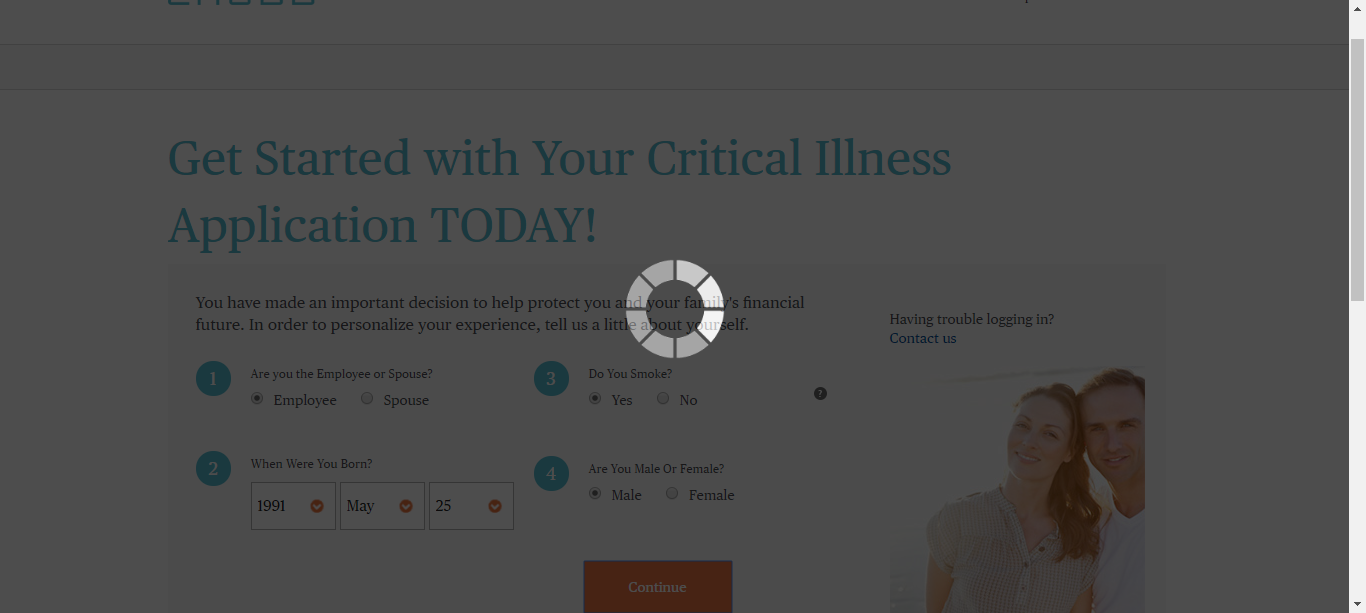 Get Started with Your Critical Illness
Application TODAY!
You have made an important decision to help protect you and your family's financial
future. In order to personalize your experience, tell us a little about yourself.
Having trouble logging in?
Contact us
1 Are you the Employee or Spouse?
Employee Spouse
3 Do You Smoke?
Yes No
?
2 When Were You Born?
1991 May 25
4 Are You Male Or Female?
Male Female
Continue